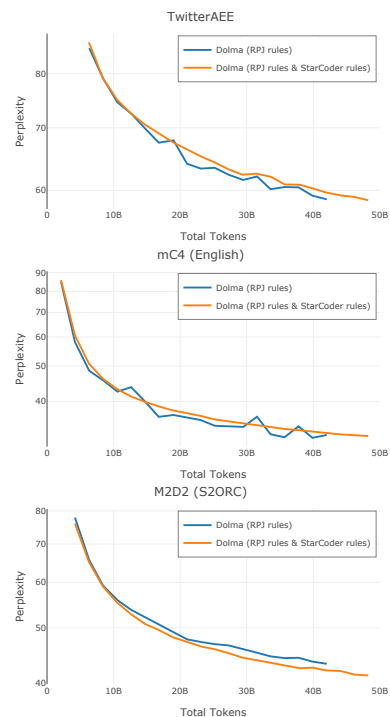 TwitterAEE
Dolma (RPJ rules)
Dolma (RPJ rules & StarCoder rules)
80
70
60
Perplexity
0
10B
20B
30B
40B
50B
Total Tokens
mC4 (English)
Dolma (RPJ rules)
Dolma (RPJ rules & StarCoder rules)
90
80
70
60
50
40
Perplexity
0
10B
20B
30B
40B
50B
Total Tokens
M2D2 (S2ORC)
Dolma (RPJ rules)
Dolma (RPJ rules & StarCoder rules)
80
70
60
50
40
Perplexity
0
10B
20B
30B
40B
50B
Total Tokens